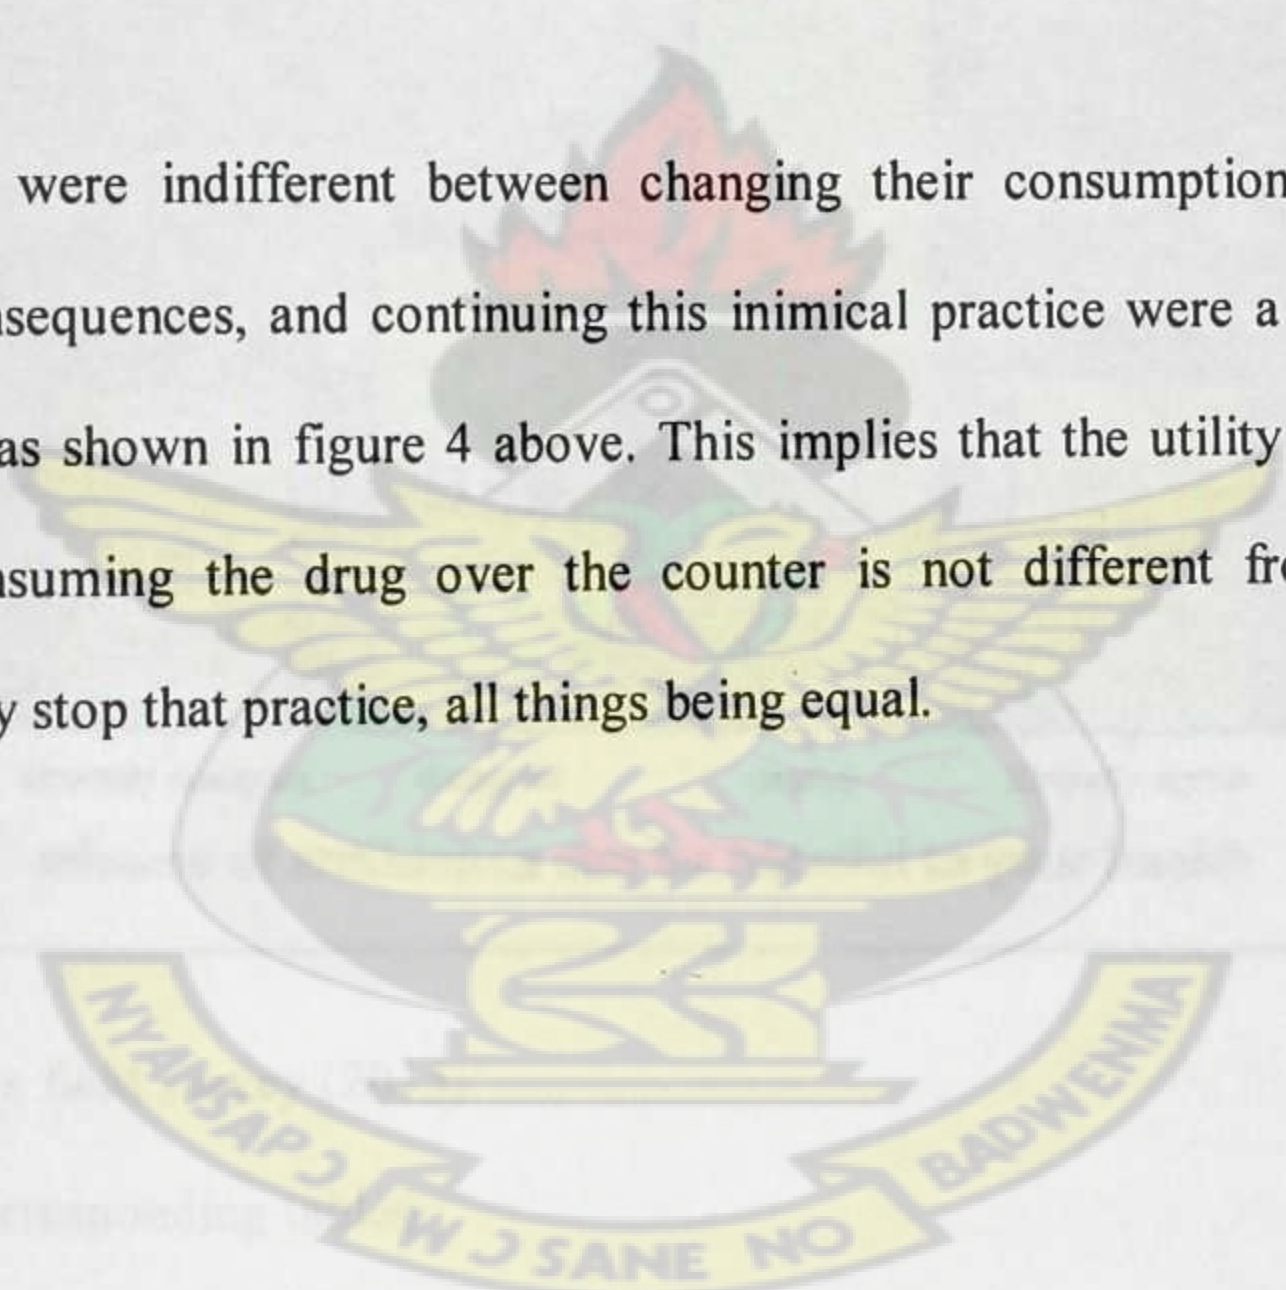 were indifferent between changing their consumption
nsequences, and continuing this inimical practice were a
as shown in figure 4 above. This implies that the utility
nsuming the drug over the counter is not different fr
y stop that practice, all things being equal.
NYANSAPƆ
WƆSANE NO
BADWENMA